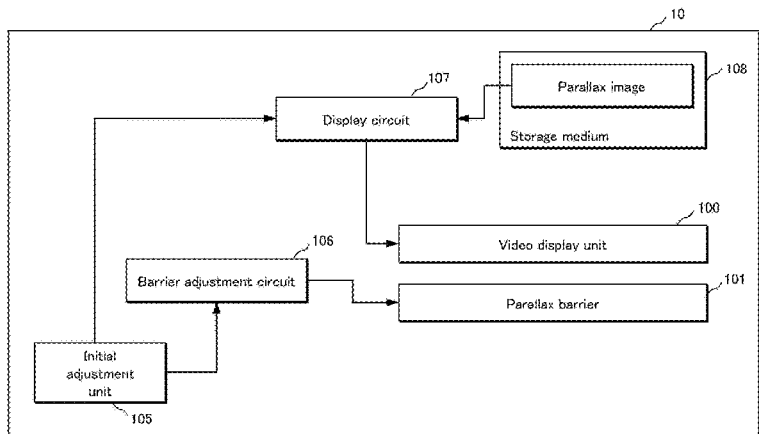 10
107
108
Parallax image
Display circuit
Storage medium
100
106
Video display unit
Barrier adjustment circuit
101
Parallax barrier
Initial
adjustment
unit
105